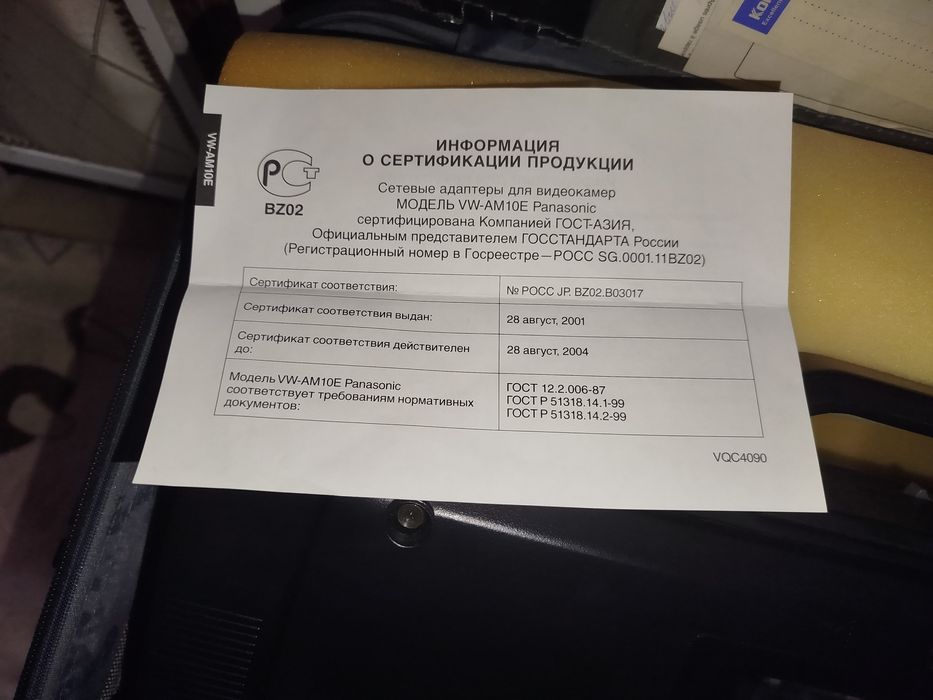 VW-AM10E
ИНФОРМАЦИЯ
О СЕРТИФИКАЦИИ ПРОДУКЦИИ
РСТ
BZ02
Сетевые адаптеры для видеокамер
МОДЕЛЬ VW-AM10E Panasonic
сертифицирована Компанией ГОСТ-АЗИЯ,
Официальным представителем ГОССТАНДАРТА России
(Регистрационный номер в Госреестре—РОСС SG.0001.11BZ02)
Сертификат соответствия:
№ РОСС JP. BZ02.B03017
Сертификат соответствия выдан:
28 август, 2001
Сертификат соответствия действителен
до:
28 август, 2004
Модель VW-AM10E Panasonic
соответствует требованиям нормативных
документов:
ГОСТ 12.2.006-87
ГОСТ Р 51318.14.1-99
ГОСТ Р 51318.14.2-99
VQC4090